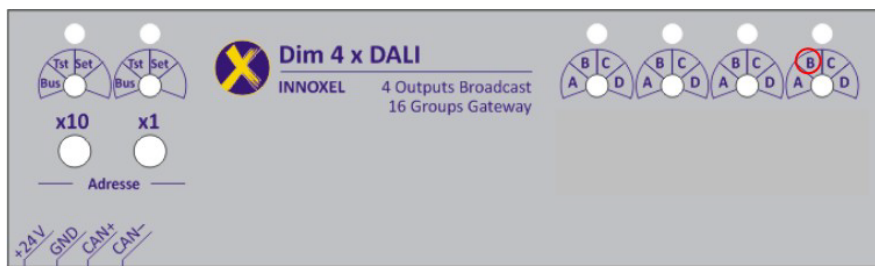 Tst Set
Bus
Tst Set
Bus
x10
x1
Adresse
+24V
GND
CAN+
CAN−
Dim 4 x DALI
INNOXEL
4 Outputs Broadcast
16 Groups Gateway
B C
A D
B C
A D
B C
A D
B C
A D